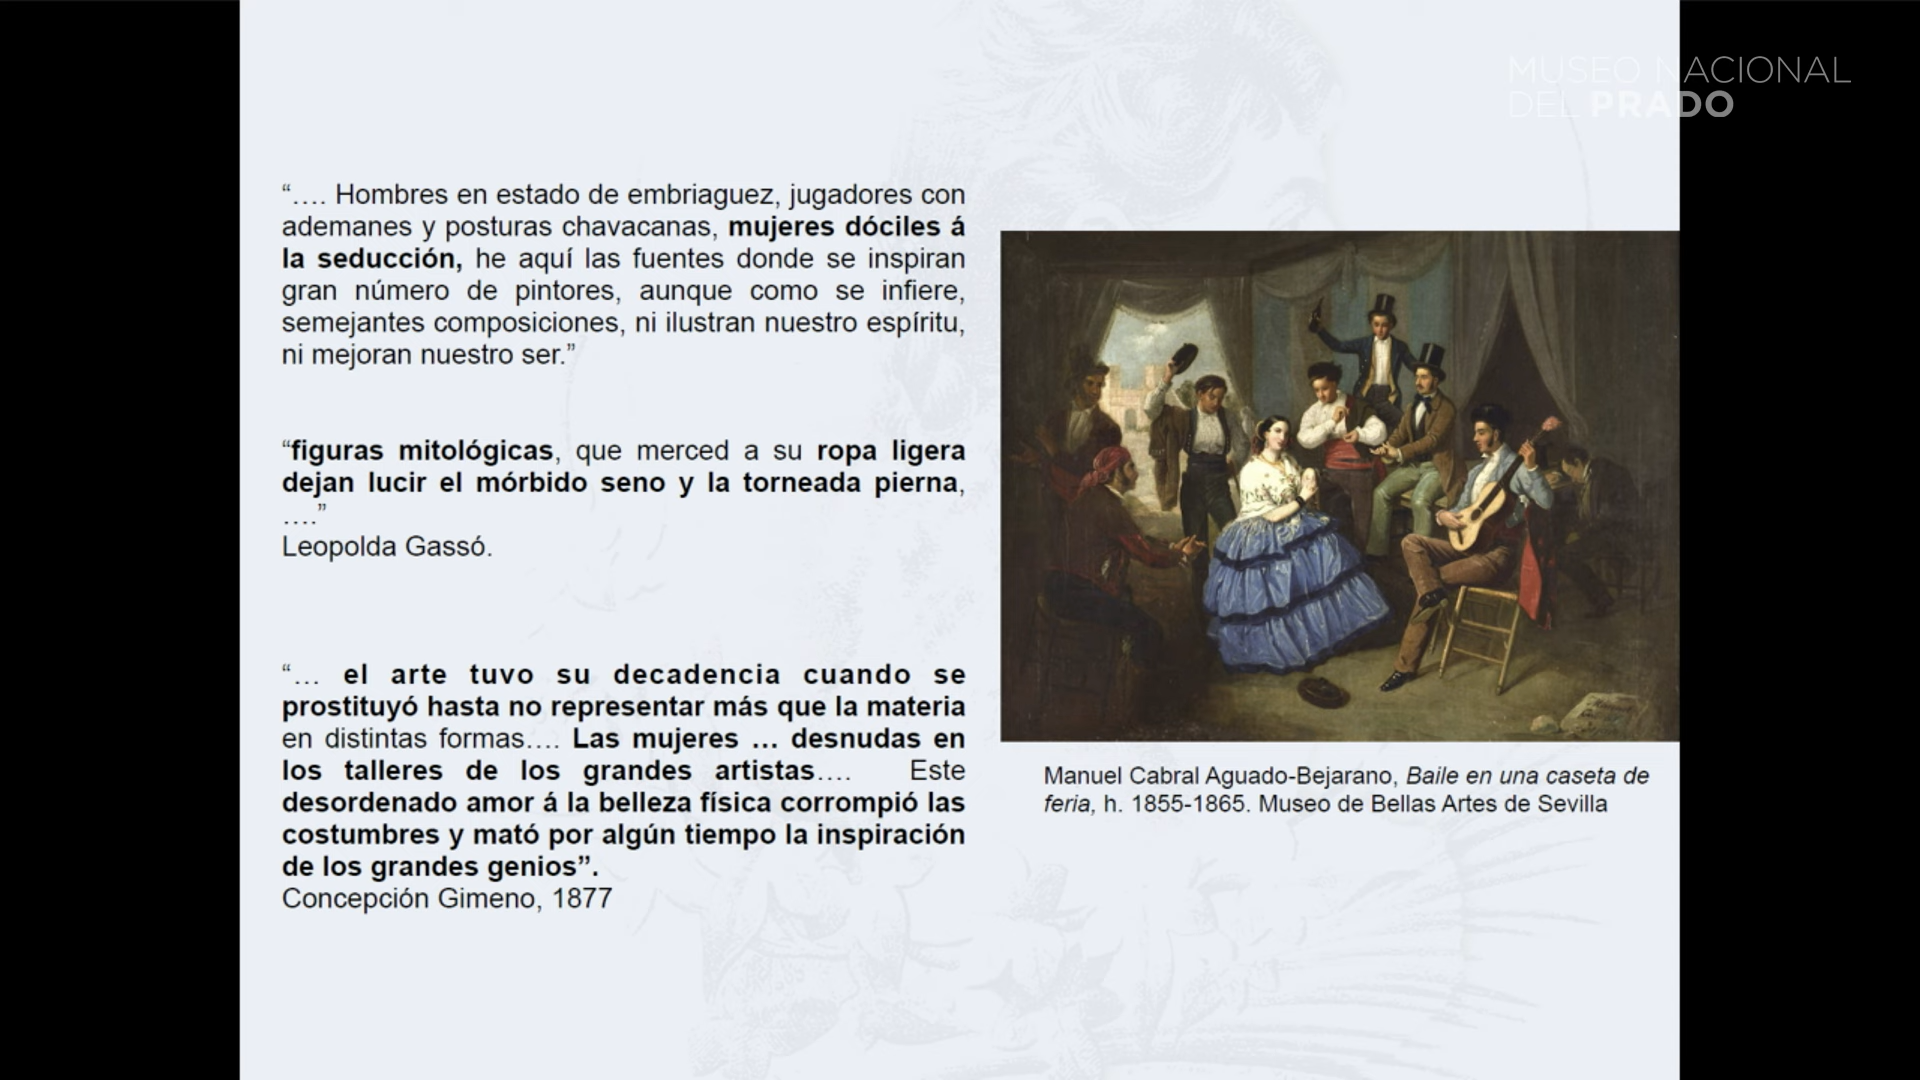 MUSEO NACIONAL
DEL PRADO
“…. Hombres en estado de embriaguez, jugadores con
ademanes y posturas chavacanas, mujeres dóciles á
la seducción, he aquí las fuentes donde se inspiran
gran número de pintores, aunque como se infiere,
semejantes composiciones, ni ilustran nuestro espíritu,
ni mejoran nuestro ser.”
“figuras mitológicas, que merced a su ropa ligera
dejan lucir el mórbido seno y la torneada pierna,
….”
Leopolda Gassó.
“… el arte tuvo su decadencia cuando se
prostituyó hasta no representar más que la materia
en distintas formas…. Las mujeres … desnudas en
los talleres de los grandes artistas…. Este
desordenado amor á la belleza física corrompió las
costumbres y mató por algún tiempo la inspiración
de los grandes genios”.
Concepción Gimeno, 1877
Manuel Cabral Aguado-Bejarano, Baile en una caseta de
feria, h. 1855-1865. Museo de Bellas Artes de Sevilla